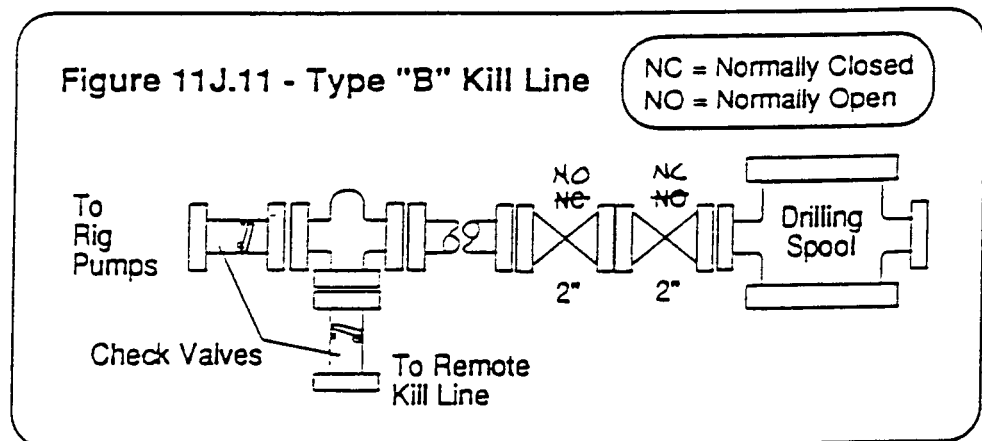 Figure 11J.11 - Type "B" Kill Line
NC = Normally Closed
NO = Normally Open
NO NC
NC NO
To
Rig
Pumps
Drilling
Spool
2" 2"
Check Valves
To Remote
Kill Line